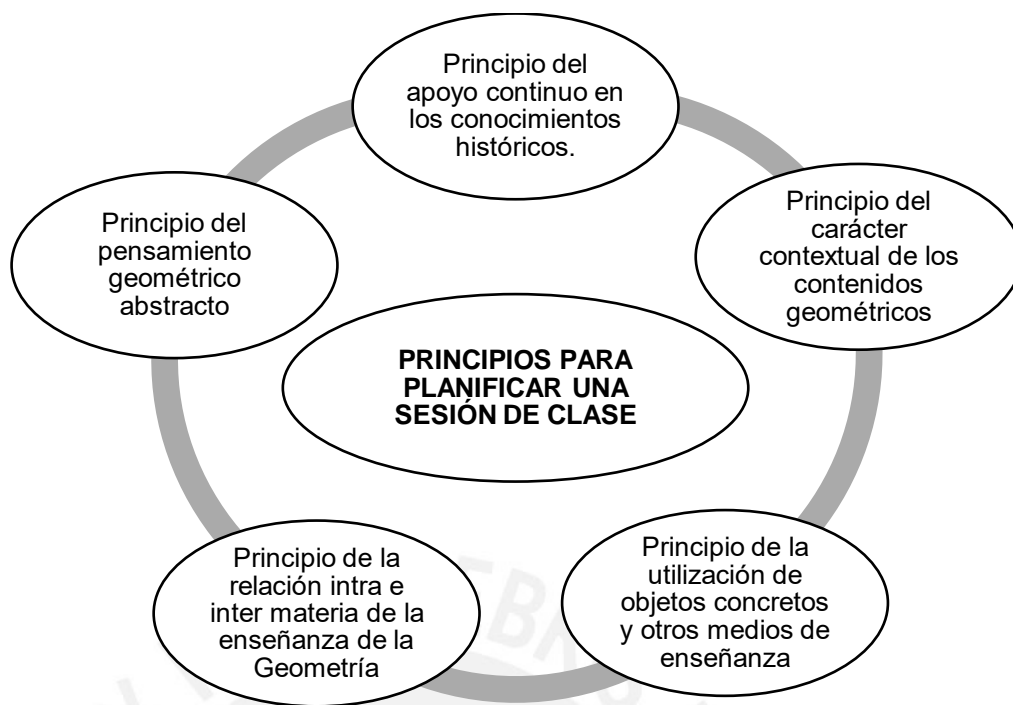 Principio del
apoyo continuo en
los conocimientos
históricos.
Principio del
pensamiento
geométrico
abstracto
Principio del
carácter
contextual de los
contenidos
geométricos
PRINCIPIOS PARA
PLANIFICAR UNA
SESIÓN DE CLASE
Principio de la
relación intra e
inter materia de la
enseñanza de la
Geometría
Principio de la
utilización de
objetos concretos
y otros medios de
enseñanza